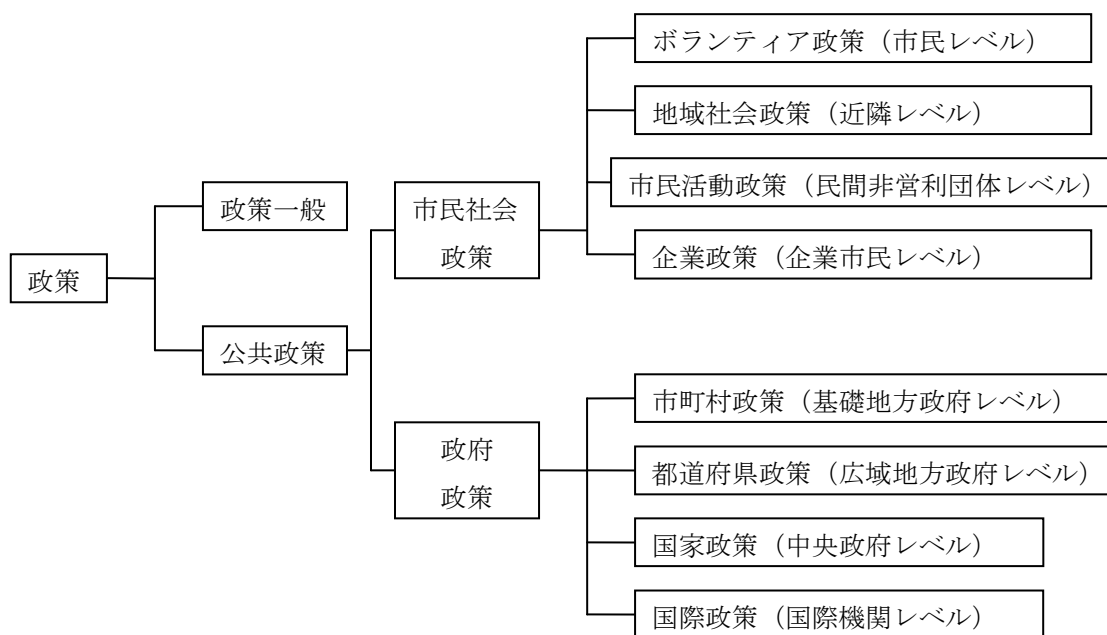 政策
政策一般
公共政策
市民社会
政策
政府
政策
ボランティア政策（市民レベル）
地域社会政策（近隣レベル）
市民活動政策（民間非営利団体レベル）
企業政策（企業市民レベル）
市町村政策（基礎地方政府レベル）
都道府県政策（広域地方政府レベル）
国家政策（中央政府レベル）
国際政策（国際機関レベル）